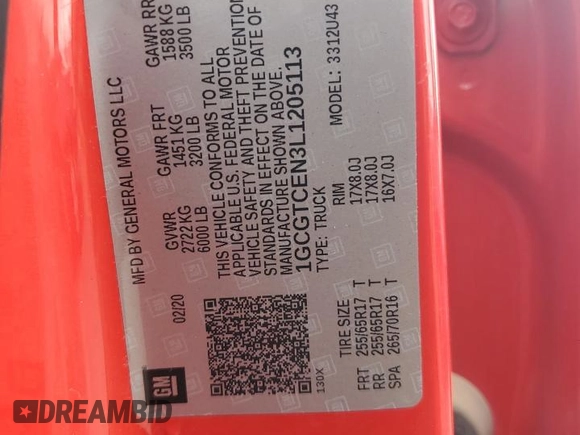 MFD BY GENERAL MOTORS LLC
02/20
GVWR
2722 KG
6000 LB
GAWR FRT
1451 KG
3200 LB
GAWR RR
1588 KG
3500 LB
THIS VEHICLE CONFORMS TO ALL
APPLICABLE U.S. FEDERAL MOTOR
VEHICLE SAFETY AND THEFT PREVENTION
STANDARDS IN EFFECT ON THE DATE OF
MANUFACTURE SHOWN ABOVE.
1GCGTCEN3L1205113
TYPE: TRUCK
MODEL: 3312U43
130X
TIRE SIZE RIM
FRT 255/65R17 T 17X8.0J
RR 255/65R17 T 17X8.0J
SPA 265/70R16 T 16X7.0J
GM
DREAMBID